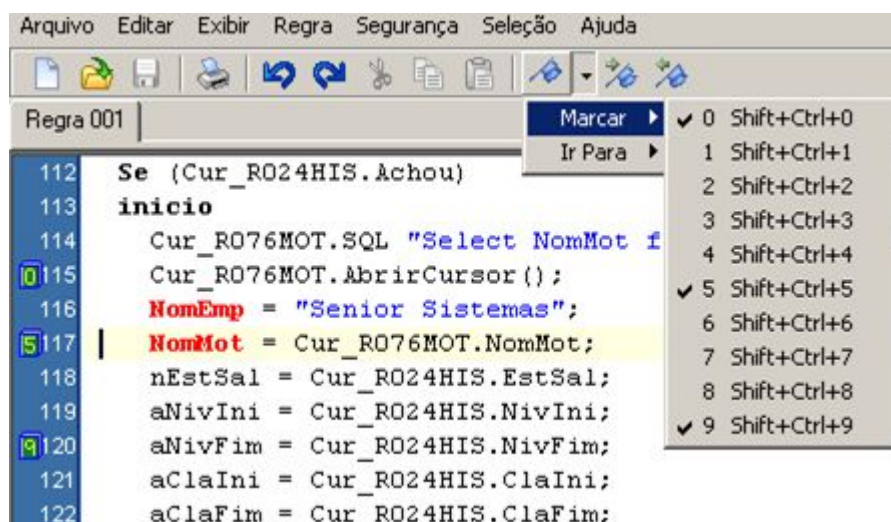 Arquivo Editar Exibir Regra Segurança Seleção Ajuda
Regra 001
Marcar
Ir Para
0 Shift+Ctrl+0
1 Shift+Ctrl+1
2 Shift+Ctrl+2
3 Shift+Ctrl+3
4 Shift+Ctrl+4
5 Shift+Ctrl+5
6 Shift+Ctrl+6
7 Shift+Ctrl+7
8 Shift+Ctrl+8
9 Shift+Ctrl+9
112 Se (Cur_R024HIS.Achou)
113 inicio
114 Cur_R076MOT.SQL "Select NomMot f
0 115 Cur_R076MOT.AbrirCursor();
116 NomEmp = "Senior Sistemas";
5 117 NomMot = Cur_R076MOT.NomMot;
118 nEstSal = Cur_R024HIS.EstSal;
119 aNivIni = Cur_R024HIS.NivIni;
9 120 aNivFim = Cur_R024HIS.NivFim;
121 aClaIni = Cur_R024HIS.ClaIni;
122 aClaFim = Cur_R024HIS.ClaFim;